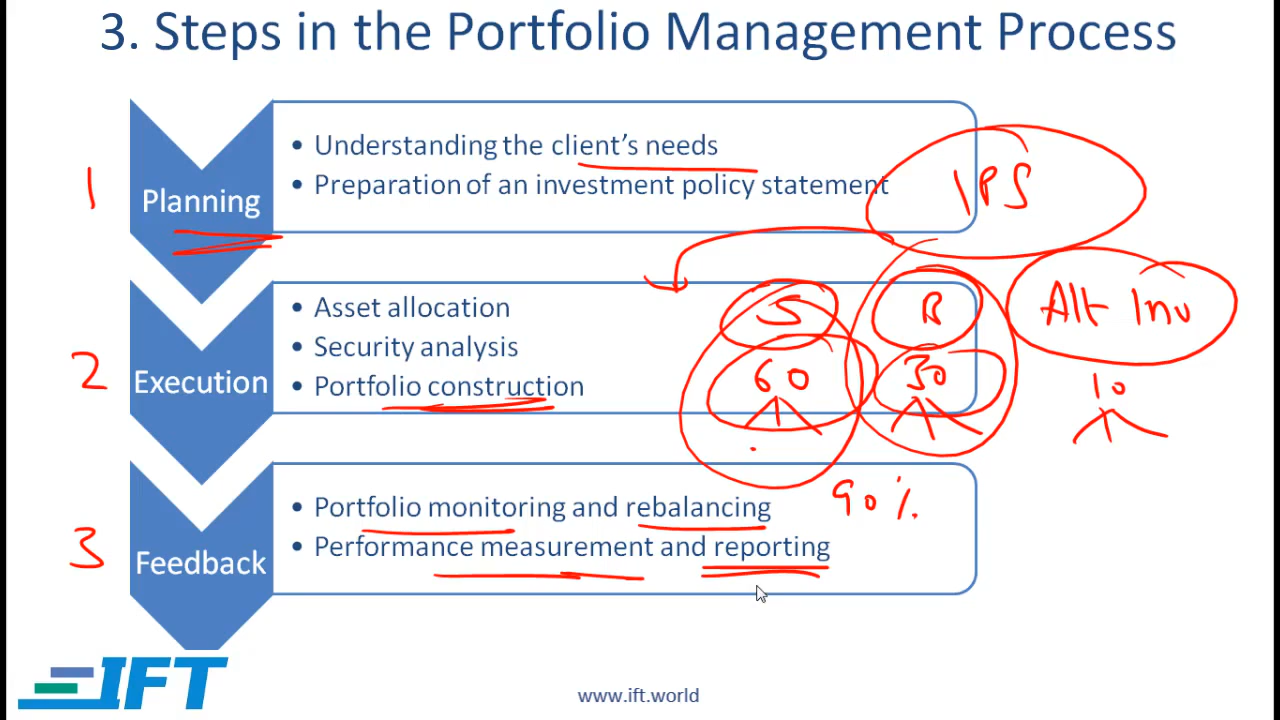 3. Steps in the Portfolio Management Process
• Understanding the client's needs
• Preparation of an investment policy statement
1
Planning
IPS
• Asset allocation
• Security analysis
• Portfolio construction
2
Execution
S
B
Alt Inv
60
30
10
90%
• Portfolio monitoring and rebalancing
• Performance measurement and reporting
3
Feedback
IFT
www.ift.world